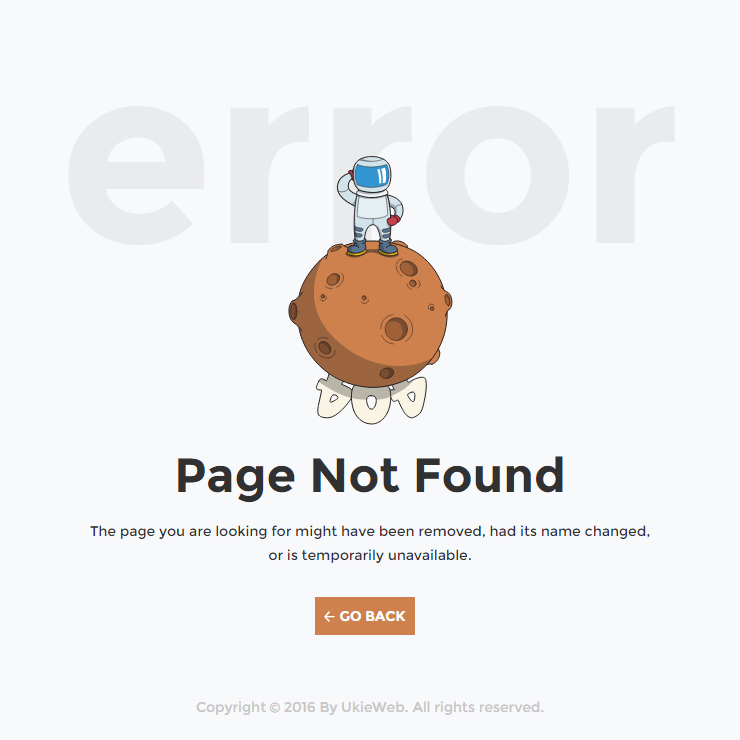 error
Page Not Found
The page you are looking for might have been removed, had its name changed,
or is temporarily unavailable.
← GO BACK
Copyright © 2016 By UkieWeb. All rights reserved.